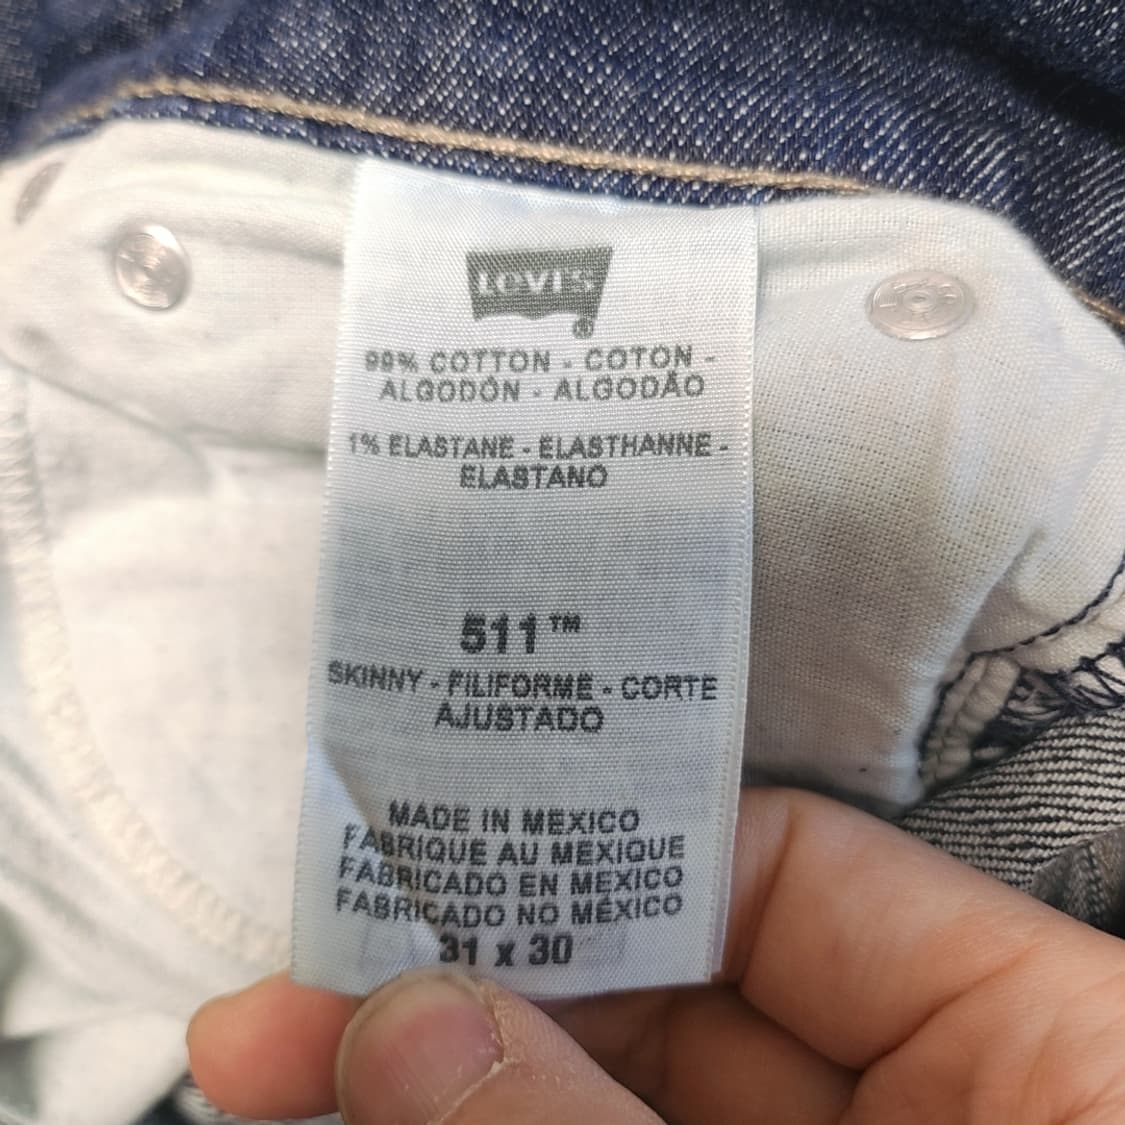 Levi's
®
99% COTTON - COTON -
ALGODÓN - ALGODÃO
1% ELASTANE - ÉLASTHANNE -
ELASTANO
511™
SKINNY - FILIFORME - CORTE
AJUSTADO
MADE IN MEXICO
FABRIQUE AU MEXIQUE
FABRICADO EN MEXICO
FABRICADO NO MÉXICO
31 x 30